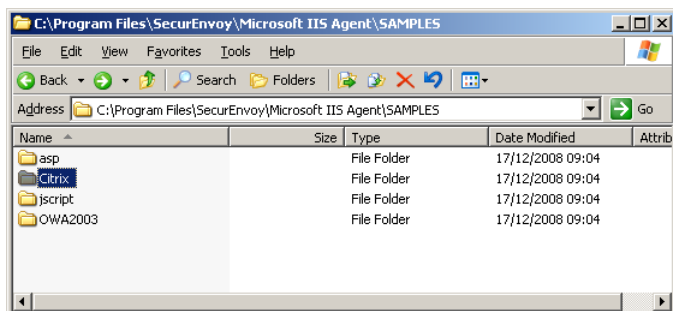 C:\Program Files\SecurEnvoy\Microsoft IIS Agent\SAMPLES
File Edit View Favorites Tools Help
Back Search Folders
Address C:\Program Files\SecurEnvoy\Microsoft IIS Agent\SAMPLES Go
Name Size Type Date Modified Attrib
asp File Folder 17/12/2008 09:04
Citrix File Folder 17/12/2008 09:04
jscript File Folder 17/12/2008 09:04
OWA2003 File Folder 17/12/2008 09:04